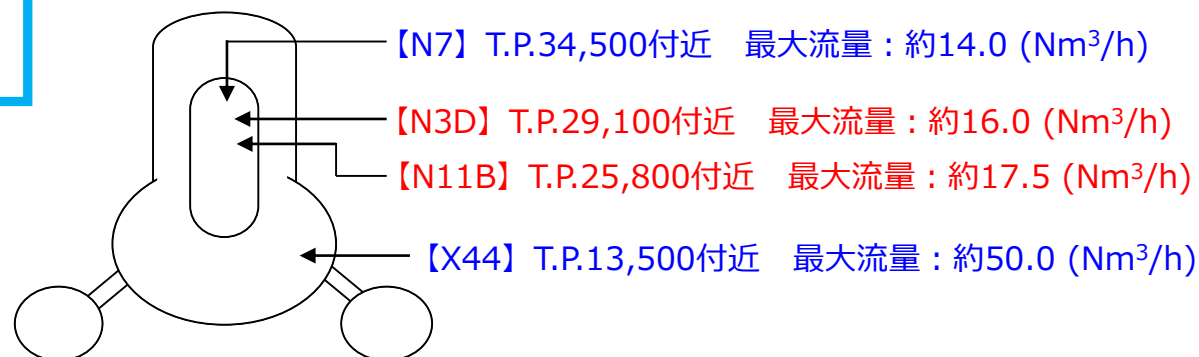 【N7】T.P.34,500付近　最大流量：約14.0 (Nm³/h)
【N3D】T.P.29,100付近　最大流量：約16.0 (Nm³/h)
【N11B】T.P.25,800付近　最大流量：約17.5 (Nm³/h)
【X44】T.P.13,500付近　最大流量：約50.0 (Nm³/h)